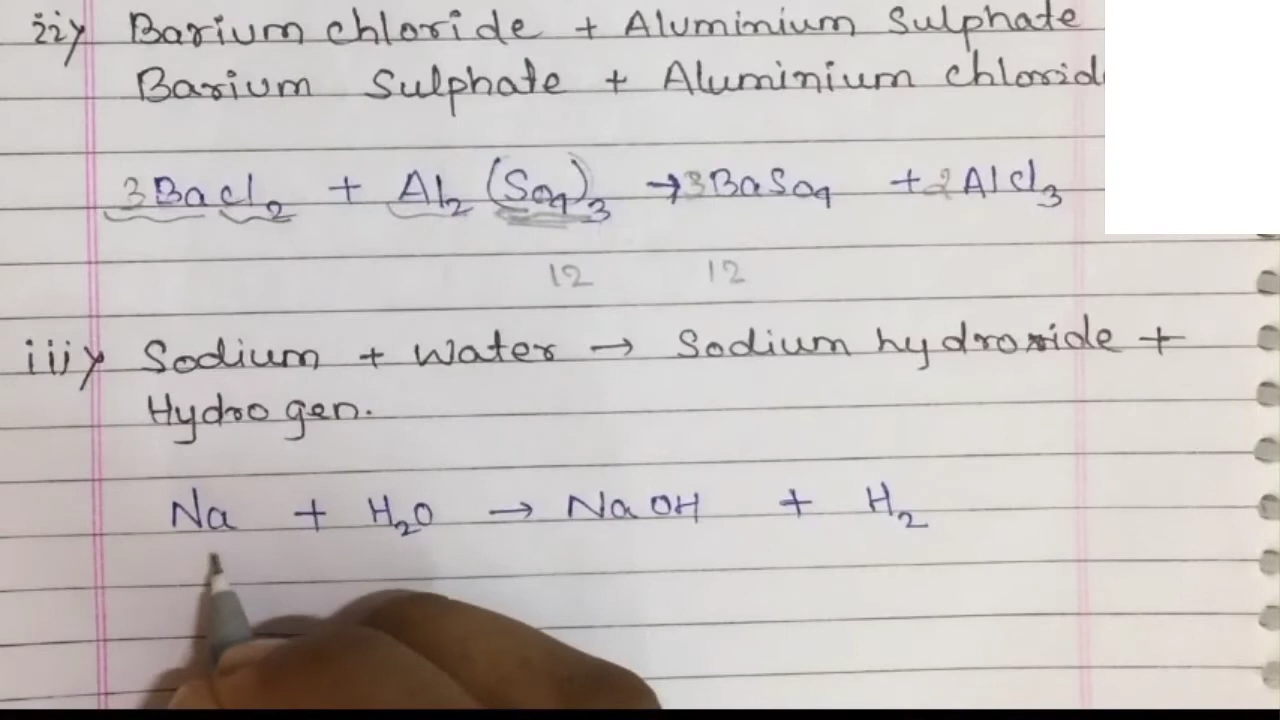 ii) Barium chloride + Aluminium Sulphate
Barium Sulphate + Aluminium chlorid
3BaCl2 + Al2(SO4)3 → 3BaSO4 + 2AlCl3
12 12
iii) Sodium + Water → Sodium hydroxide +
Hydrogen.
Na + H2O → NaOH + H2